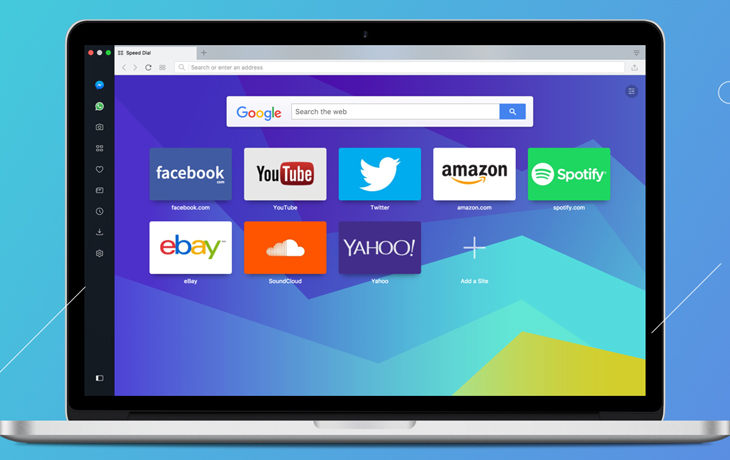 Speed Dial
Search or enter an address
Google
Search the web
facebook
.com
YouTube
amazon
Spotify
facebook.com
YouTube
Twitter
amazon.com
spotify.com
ebay™
YAHOO!
eBay
SoundCloud
Yahoo
Add a Site